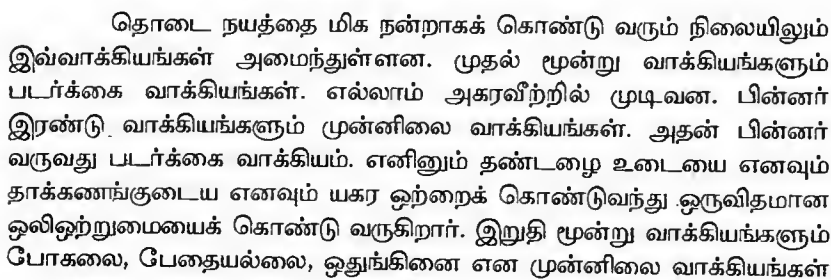 தொடை நயத்தை மிக நன்றாகக் கொண்டு வரும் நிலையிலும்
இவ்வாக்கியங்கள் அமைந்துள்ளன. முதல் மூன்று வாக்கியங்களும்
படர்க்கை வாக்கியங்கள். எல்லாம் அகரவீற்றில் முடிவன. பின்னர்
இரண்டு வாக்கியங்களும் முன்னிலை வாக்கியங்கள். அதன் பின்னர்
வருவது படர்க்கை வாக்கியம். எனினும் தண்டழை உடையை எனவும்
தாக்கணங்குடைய எனவும் யகர ஒற்றைக் கொண்டுவந்து ஒருவிதமான
ஒலிஒற்றுமையைக் கொண்டு வருகிறார். இறுதி மூன்று வாக்கியங்களும்
போகலை, பேதையல்லை, ஒதுங்கினை என முன்னிலை வாக்கியங்கள்